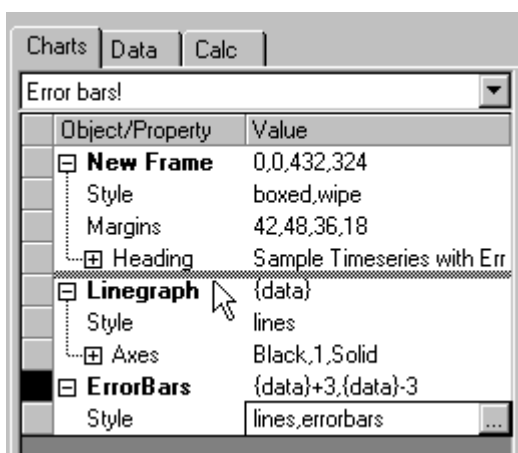 Charts Data Calc
Error bars!
Object/Property Value
New Frame 0,0,432,324
Style boxed,wipe
Margins 42,48,36,18
Heading Sample Timeseries with Err
Linegraph {data}
Style lines
Axes Black,1,Solid
ErrorBars {data}+3,{data}-3
Style lines,errorbars ...